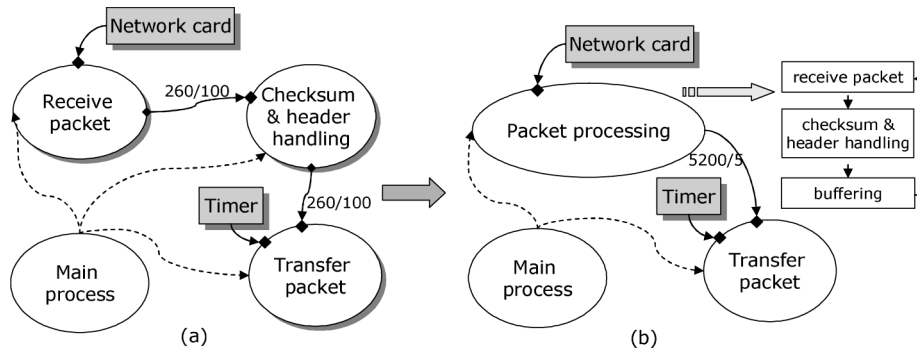 Network card
Receive
packet
260/100
Checksum
& header
handling
260/100
Timer
Main
process
Transfer
packet
(a)
Network card
Packet processing
5200/5
Timer
Main
process
Transfer
packet
(b)
receive packet
checksum &
header handling
buffering